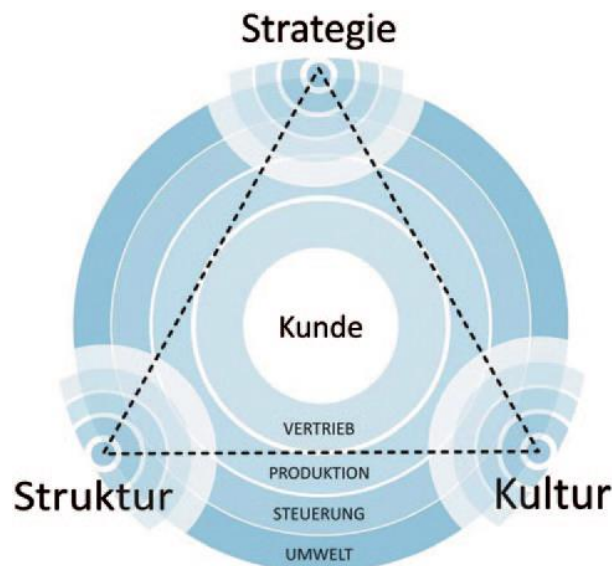 Strategie
Kunde
VERTRIEB
PRODUKTION
Struktur
Kultur
STEUERUNG
UMWELT